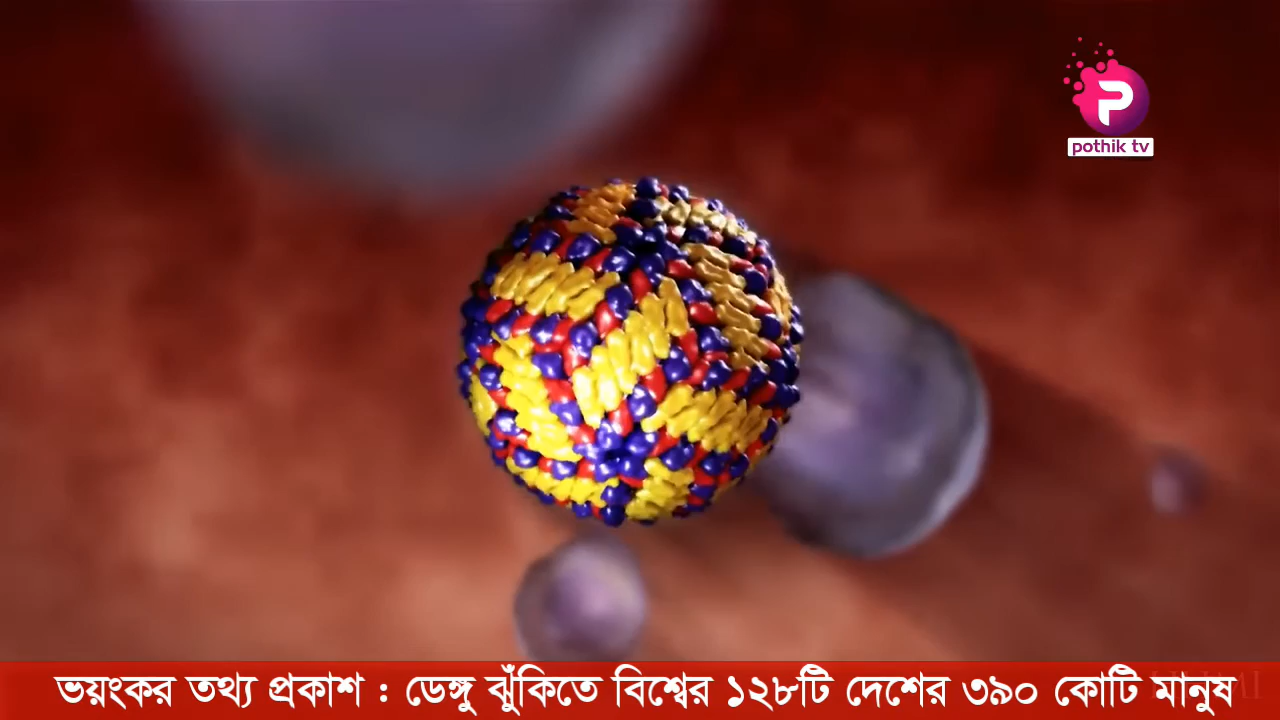 pothik tv
ভয়ংকর তথ্য প্রকাশ : ডেঙ্গু ঝুঁকিতে বিশ্বের ১২৮টি দেশের ৩৯০ কোটি মানুষ